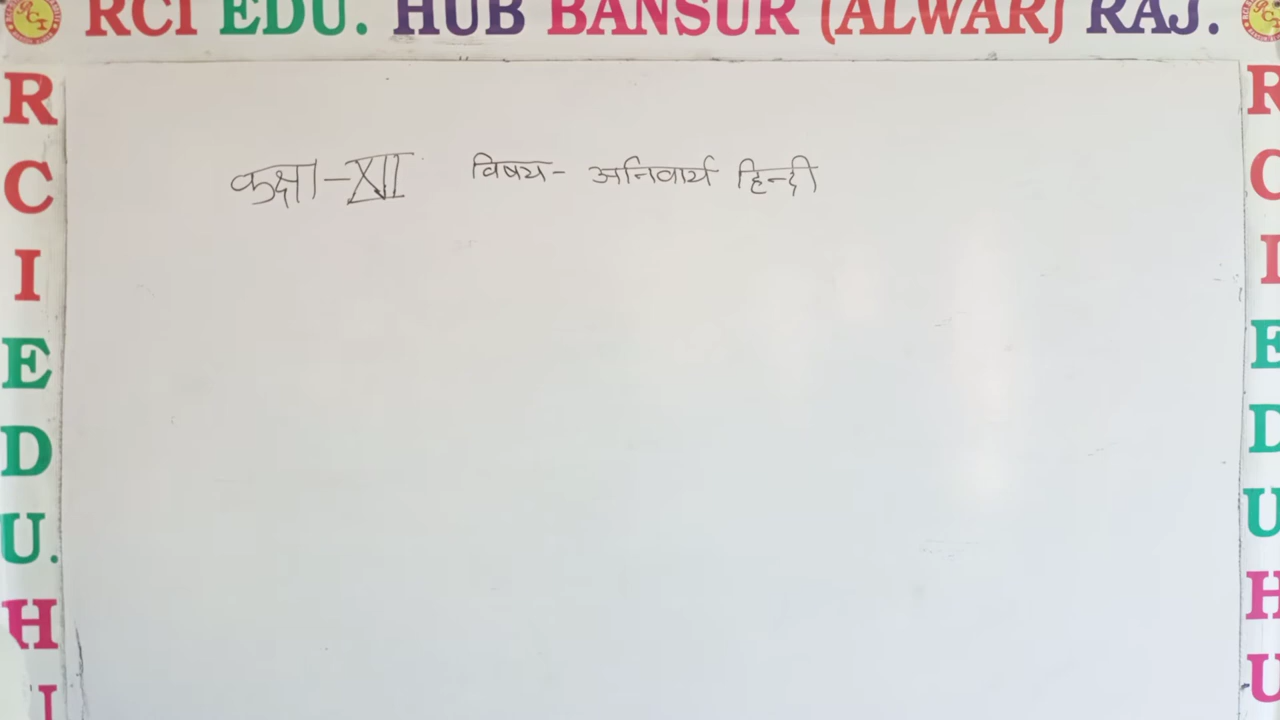 RCI EDU. HUB BANSUR (ALWAR) RAJ.
कक्षा-XII विषय- अनिवार्य हिन्दी
R
C
I
E
D
U.
H
R
C
I
E
D
U
H
U